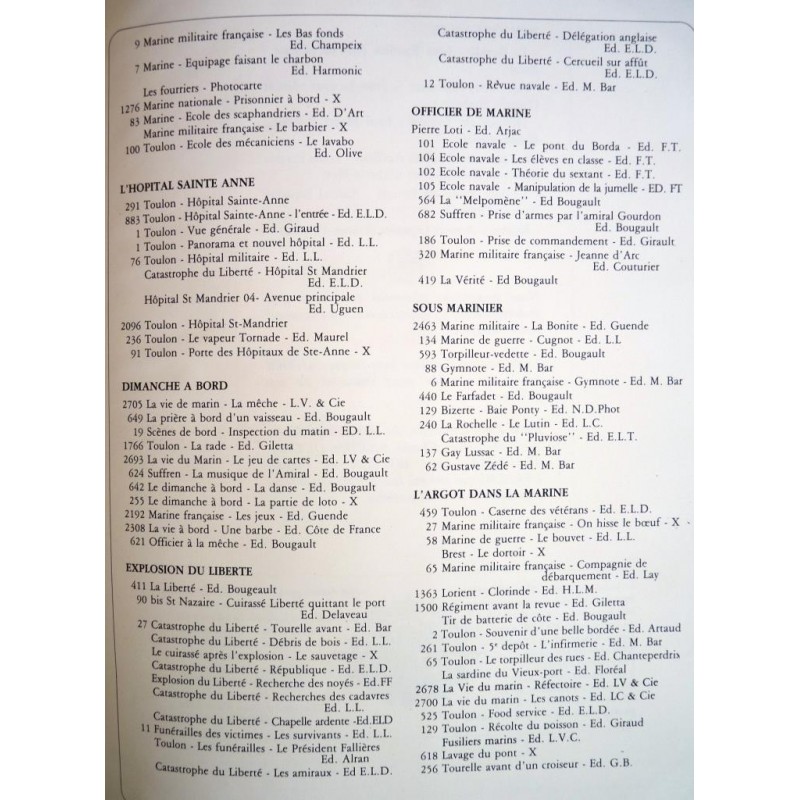 9 Marine militaire française - Les Bas fonds
Ed. Champeix
7 Marine - Equipage faisant le charbon
Ed. Harmonic
Les fourriers - Photocarte
1276 Marine nationale - Prisonnier à bord - X
83 Marine - Ecole des scaphandriers - Ed. D'Art
Marine militaire française - Le barbier - X
100 Toulon - Ecole des mécaniciens - Le lavabo
Ed. Olive
L'HOPITAL SAINTE ANNE
291 Toulon - Hôpital Sainte-Anne
883 Toulon - Hôpital Sainte-Anne - l'entrée - Ed. E.L.D.
1 Toulon - Vue générale - Ed. Giraud
1 Toulon - Panorama et nouvel hôpital - Ed. L.L.
76 Toulon - Hôpital militaire - Ed. L.L.
Catastrophe du Liberté - Hôpital St Mandrier
Ed. E.L.D.
Hôpital St Mandrier 04- Avenue principale
Ed. Uguen
2096 Toulon - Hôpital St-Mandrier
236 Toulon - Le vapeur Tornade - Ed. Maurel
91 Toulon - Porte des Hôpitaux de Ste-Anne - X
DIMANCHE A BORD
2705 La vie de marin - La mêche - L.V. & Cie
649 La prière à bord d'un vaisseau - Ed. Bougault
19 Scènes de bord - Inspection du matin - ED. L.L.
1766 Toulon - La rade - Ed. Giletta
2693 La vie du Marin - Le jeu de cartes - Ed. LV & Cie
624 Suffren - La musique de l'Amiral - Ed. Bougault
642 Le dimanche à bord - La danse - Ed. Bougault
255 Le dimanche à bord - La partie de loto - X
2192 Marine française - Les jeux - Ed. Guende
2308 La vie à bord - Une barbe - Ed. Côte de France
621 Officier à la mêche - Ed. Bougault
EXPLOSION DU LIBERTE
411 La Liberté - Ed. Bougeault
90 bis St Nazaire - Cuirassé Liberté quittant le port
Ed. Delaveau
27 Catastrophe du Liberté - Tourelle avant - Ed. Bar
Catastrophe du Liberté - Débris de bois - Ed. L.L.
Le cuirassé après l'explosion - Le sauvetage - X
Catastrophe du Liberté - République - Ed. E.L.D.
Explosion du Liberté - Recherche des noyés - Ed.FF
Catastrophe du Liberté - Recherches des cadavres
Ed. L.L.
Catastrophe du Liberté - Chapelle ardente -Ed.ELD
11 Funérailles des victimes - Les survivants - Ed. L.L.
Toulon - Les funérailles - Le Président Fallières
Ed. Alran
Catastrophe du Liberté - Les amiraux - Ed E.L.D.
Catastrophe du Liberté - Délégation anglaise
Ed. E.L.D.
Catastrophe du Liberté - Cercueil sur affût
Ed. E.L.D.
12 Toulon - Revue navale - Ed. M. Bar
OFFICIER DE MARINE
Pierre Loti - Ed. Arjac
101 Ecole navale - Le pont du Borda - Ed. F.T.
104 Ecole navale - Les élèves en classe - Ed. F.T.
102 Ecole navale - Théorie du sextant - Ed. F.T.
105 Ecole navale - Manipulation de la jumelle - ED. FT
564 La "Melpomène" - Ed Bougault
682 Suffren - Prise d'armes par l'amiral Gourdon
Ed. Bougault
186 Toulon - Prise de commandement - Ed. Girault
320 Marine militaire française - Jeanne d'Arc
Ed. Couturier
419 La Vérité - Ed Bougault
SOUS MARINIER
2463 Marine militaire - La Bonite - Ed. Guende
134 Marine de guerre - Cugnot - Ed. L.L
593 Torpilleur-vedette - Ed. Bougault
88 Gymnote - Ed. M. Bar
6 Marine militaire française - Gymnote - Ed. M. Bar
440 Le Farfadet - Ed. Bougault
129 Bizerte - Baie Ponty - Ed. N.D.Phot
240 La Rochelle - Le Lutin - Ed. L.C.
Catastrophe du "Pluviose" - Ed. E.L.T.
137 Gay Lussac - Ed. M. Bar
62 Gustave Zédé - Ed. M. Bar
L'ARGOT DANS LA MARINE
459 Toulon - Caserne des vétérans - Ed. E.L.D.
27 Marine militaire française - On hisse le bœuf - X
58 Marine de guerre - Le bouvet - Ed. L.L.
Brest - Le dortoir - X
65 Marine militaire française - Compagnie de
débarquement - Ed. Lay
1363 Lorient - Clorinde - Ed. H.L.M.
1500 Régiment avant la revue - Ed. Giletta
Tir de batterie de côte - Ed. Bougault
2 Toulon - Souvenir d'une belle bordée - Ed. Artaud
261 Toulon - 5e depôt - L'infirmerie - Ed. M. Bar
65 Toulon - Le torpilleur des rues - Ed. Chanteperdris
La sardine du Vieux-port - Ed. Floréal
2678 La Vie du marin - Réfectoire - Ed. LV & Cie
2700 La vie du marin - Les canots - Ed. LC & Cie
525 Toulon - Food service - Ed. E.L.D.
129 Toulon - Récolte du poisson - Ed. Giraud
Fusiliers marins - Ed. L.V.C.
618 Lavage du pont - X
256 Tourelle avant d'un croiseur - Ed. G.B.